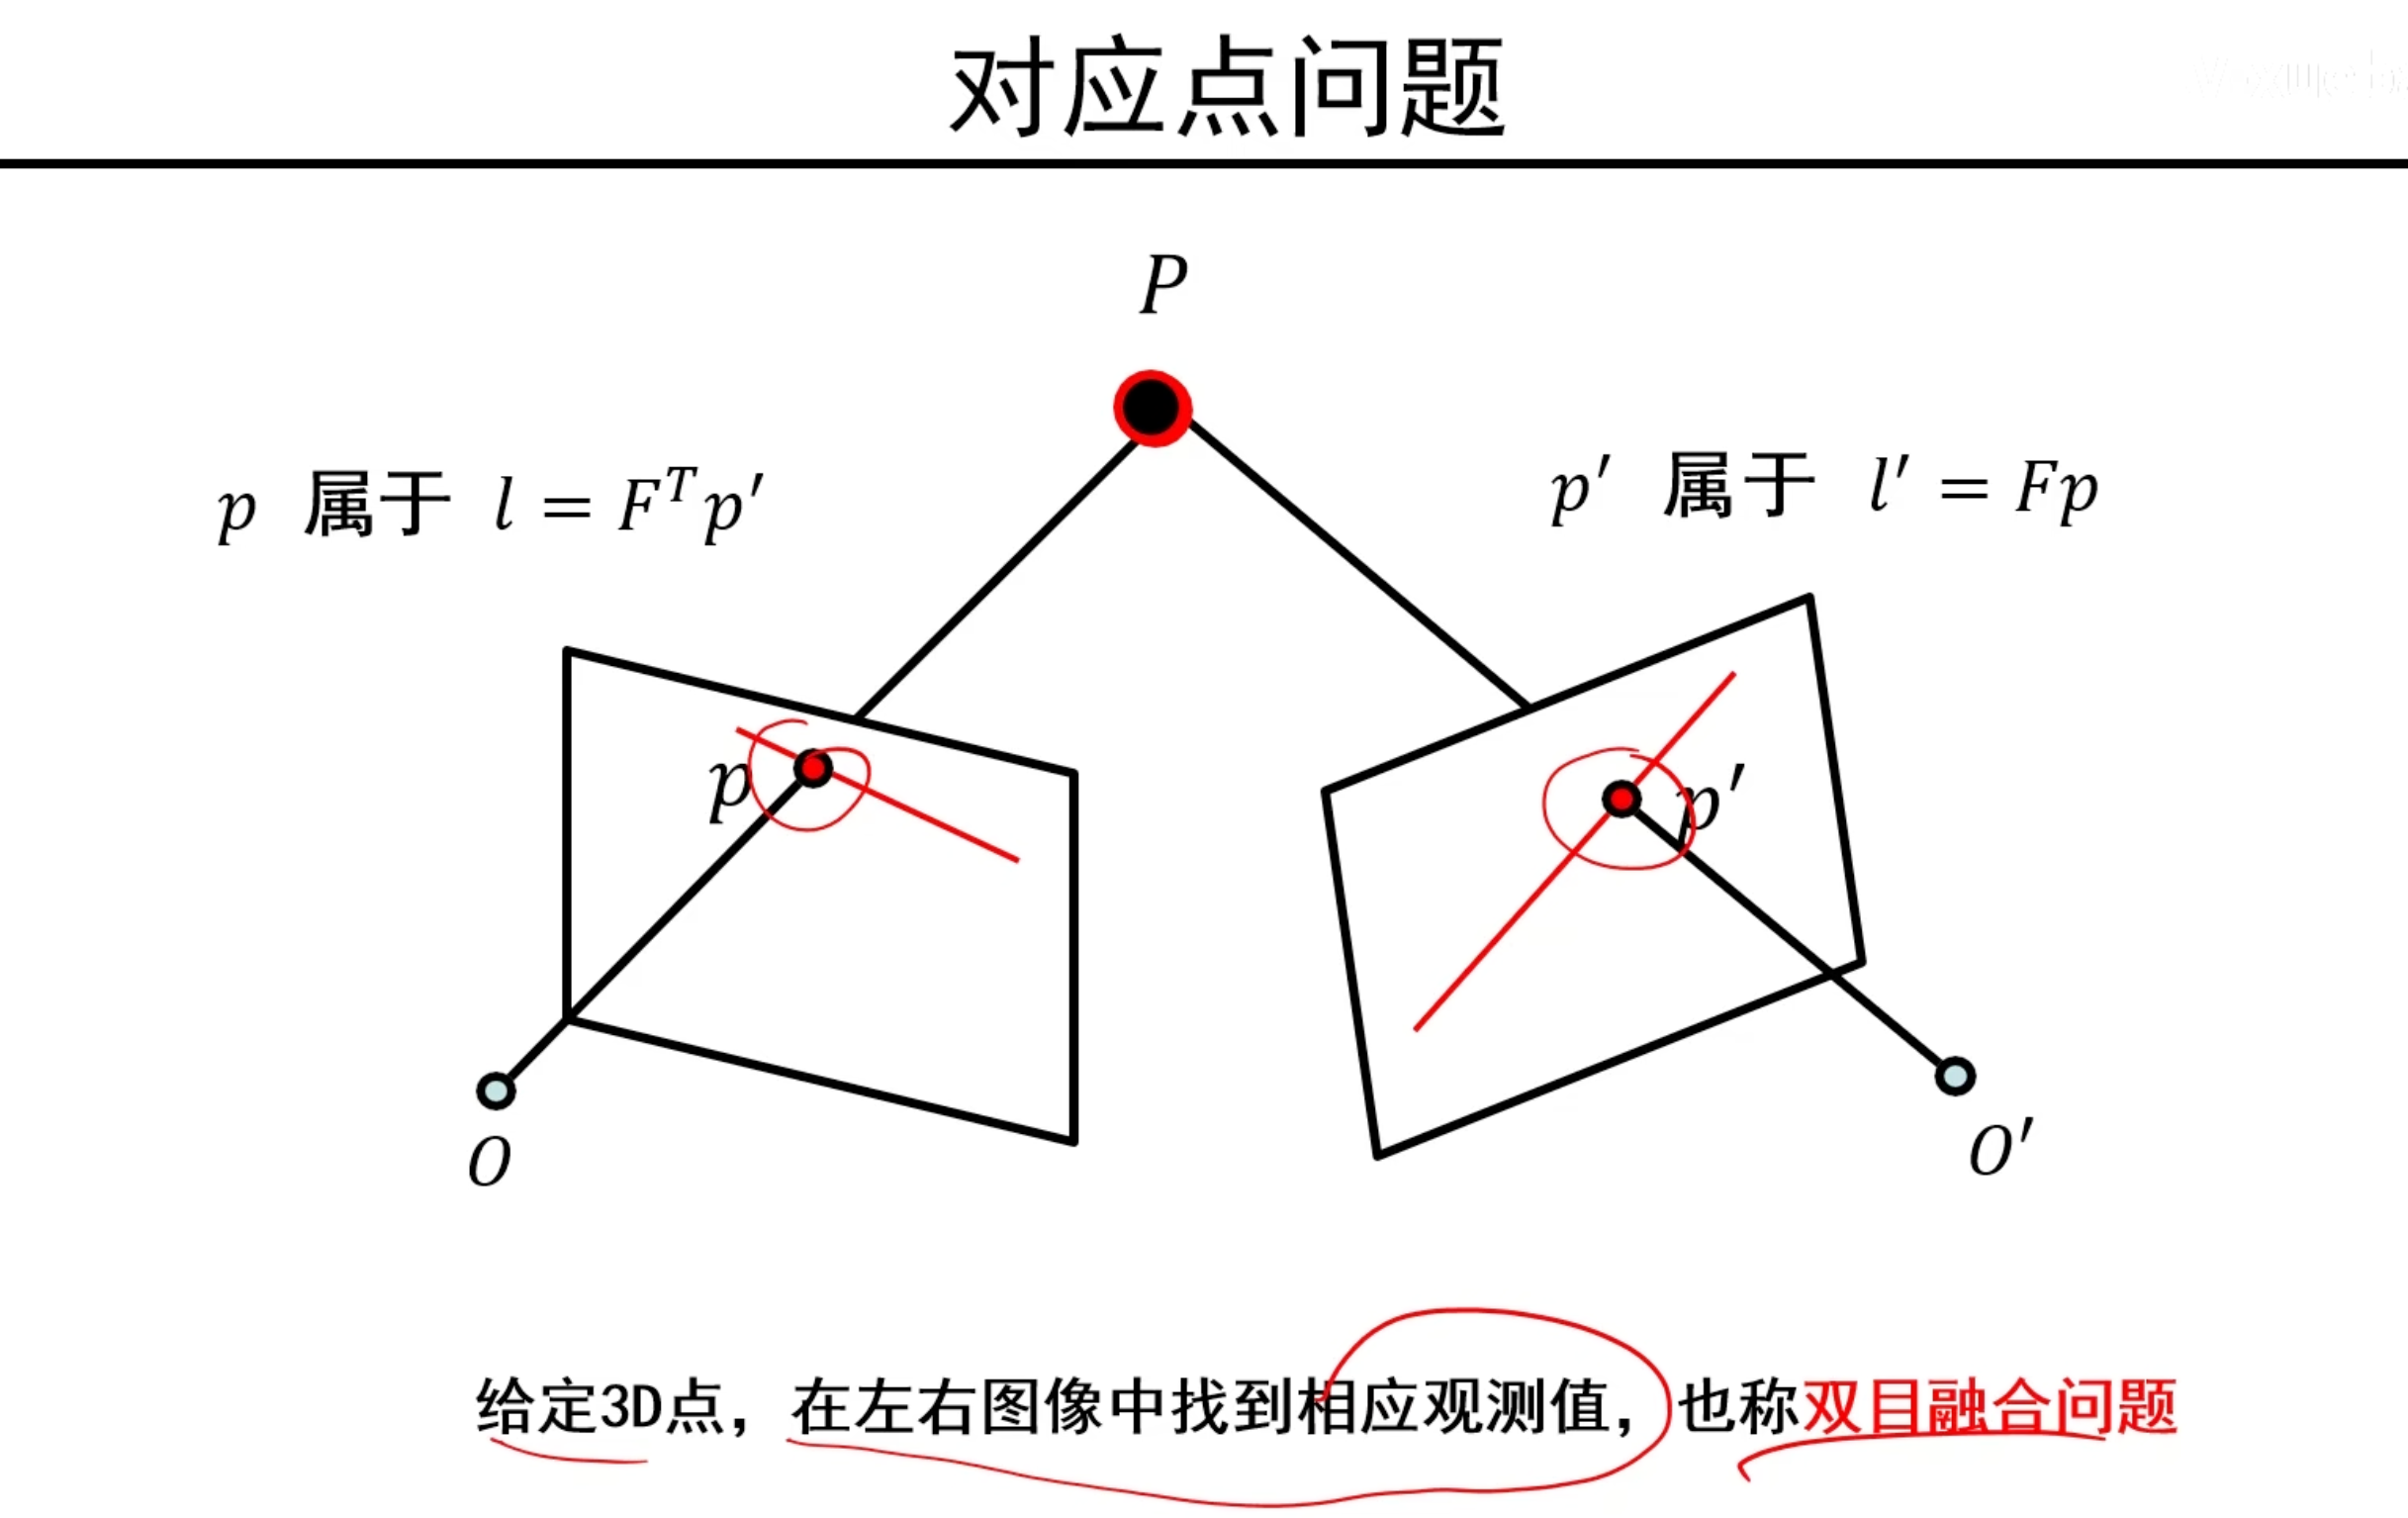 对应点问题
P
p 属于 l = F^T p′
p′ 属于 l′ = Fp
p
p′
O
O′
给定3D点，在左右图像中找到相应观测值，也称双目融合问题